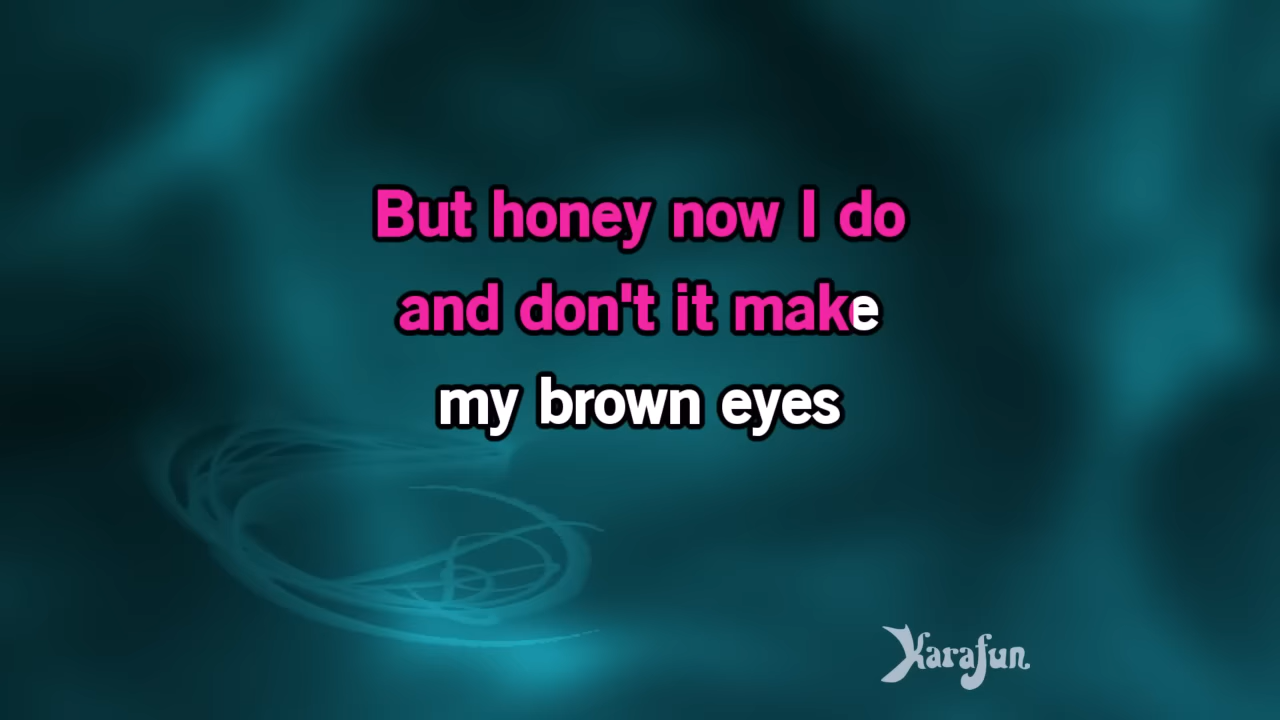 But honey now I do
and don't it make
my brown eyes
Karafun